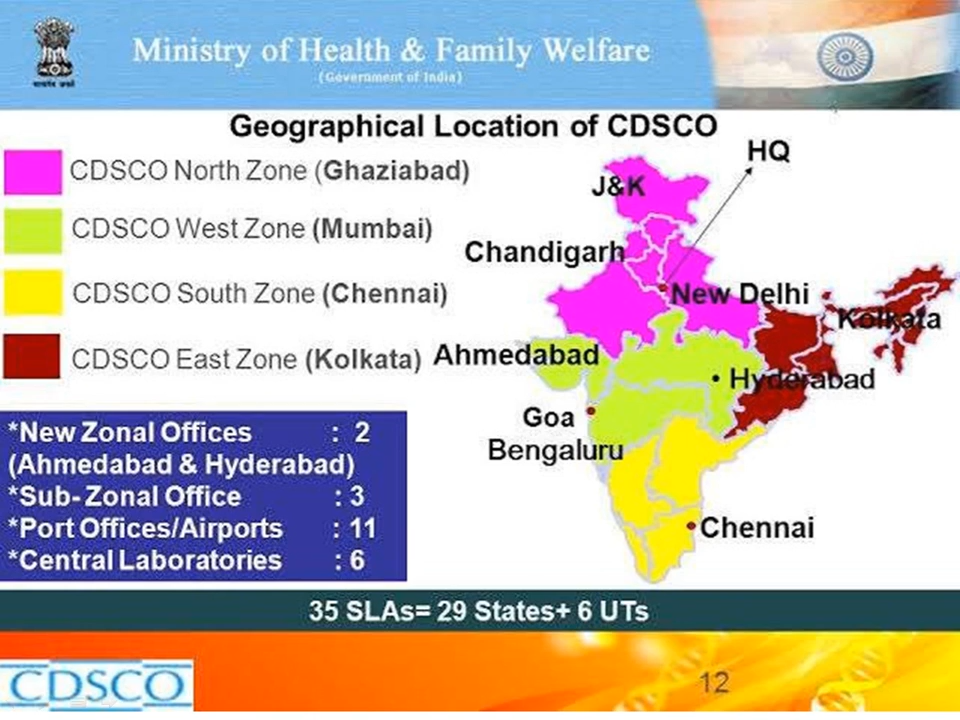 Ministry of Health & Family Welfare
(Government of India)
Geographical Location of CDSCO
HQ
CDSCO North Zone (Ghaziabad)
J&K
CDSCO West Zone (Mumbai)
Chandigarh
CDSCO South Zone (Chennai)
New Delhi
Kolkata
CDSCO East Zone (Kolkata)
Ahmedabad
Hyderabad
Goa
Bengaluru
*New Zonal Offices : 2
(Ahmedabad & Hyderabad)
*Sub- Zonal Office : 3
*Port Offices/Airports : 11
*Central Laboratories : 6
Chennai
35 SLAs= 29 States+ 6 UTs
CDSCO
12